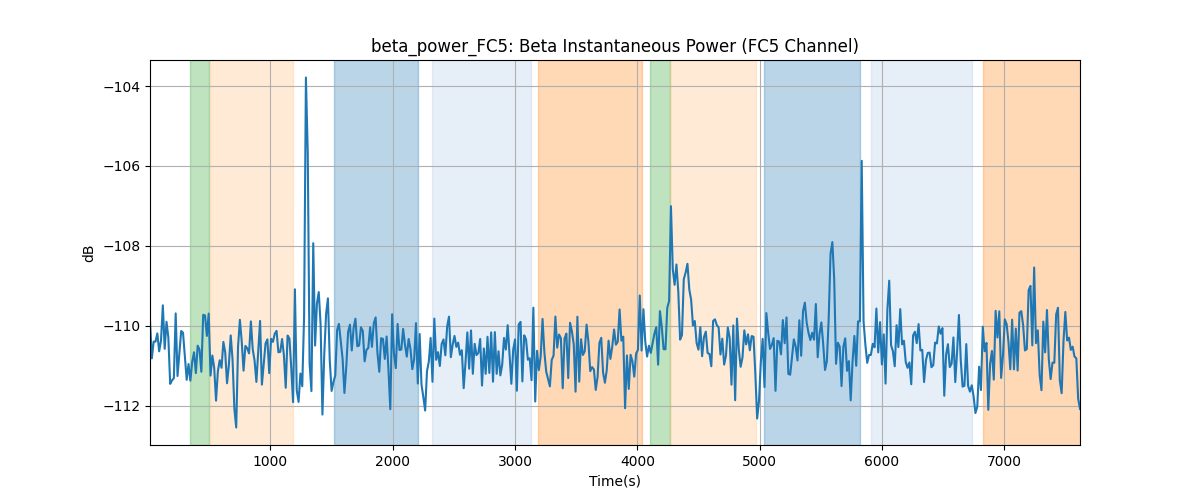 beta_power_FC5: Beta Instantaneous Power (FC5 Channel)
−104
−106
−108
−110
−112
dB
1000 2000 3000 4000 5000 6000 7000
Time(s)